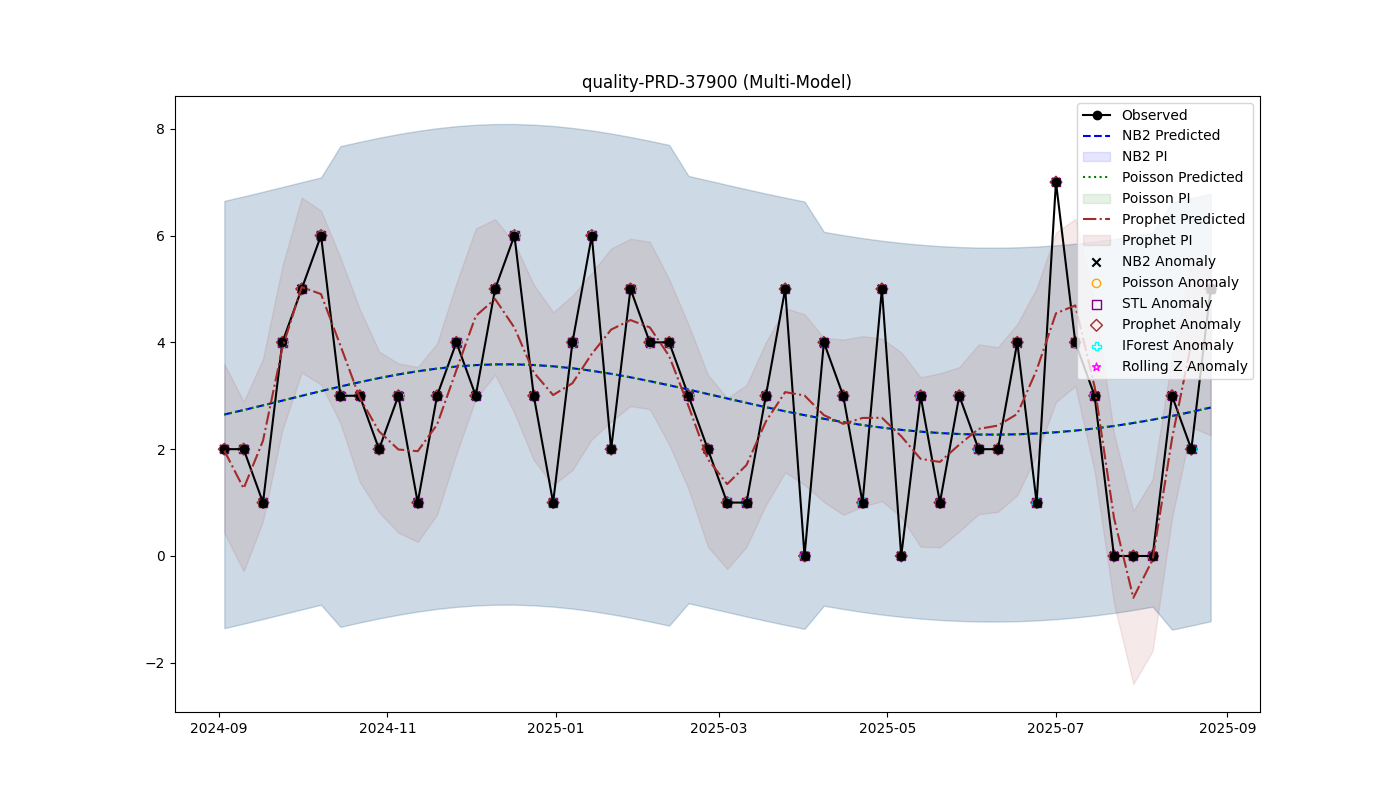 quality-PRD-37900 (Multi-Model)
8
6
4
2
0
−2
2024-09
2024-11
2025-01
2025-03
2025-05
2025-07
2025-09
Observed
NB2 Predicted
NB2 PI
Poisson Predicted
Poisson PI
Prophet Predicted
Prophet PI
NB2 Anomaly
Poisson Anomaly
STL Anomaly
Prophet Anomaly
IForest Anomaly
Rolling Z Anomaly